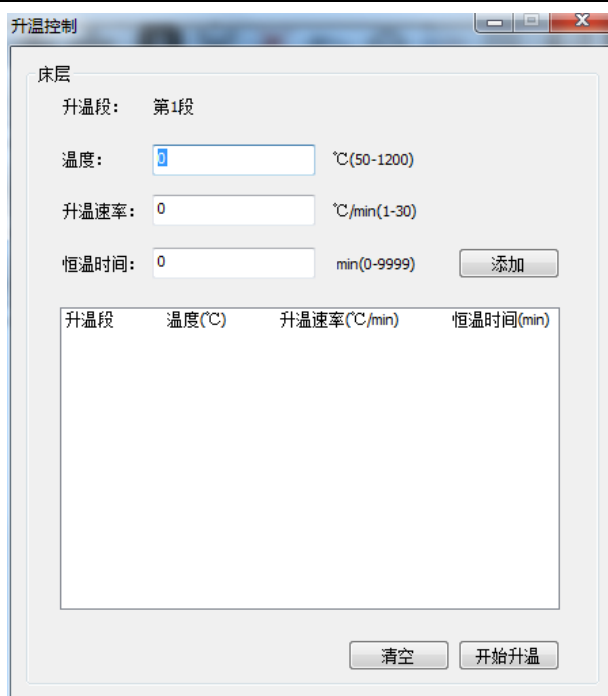 升温控制
床层
升温段: 第1段
温度: 0 ℃(50-1200)
升温速率: 0 ℃/min(1-30)
恒温时间: 0 min(0-9999) 添加
升温段 温度(℃) 升温速率(℃/min) 恒温时间(min)
清空 开始升温